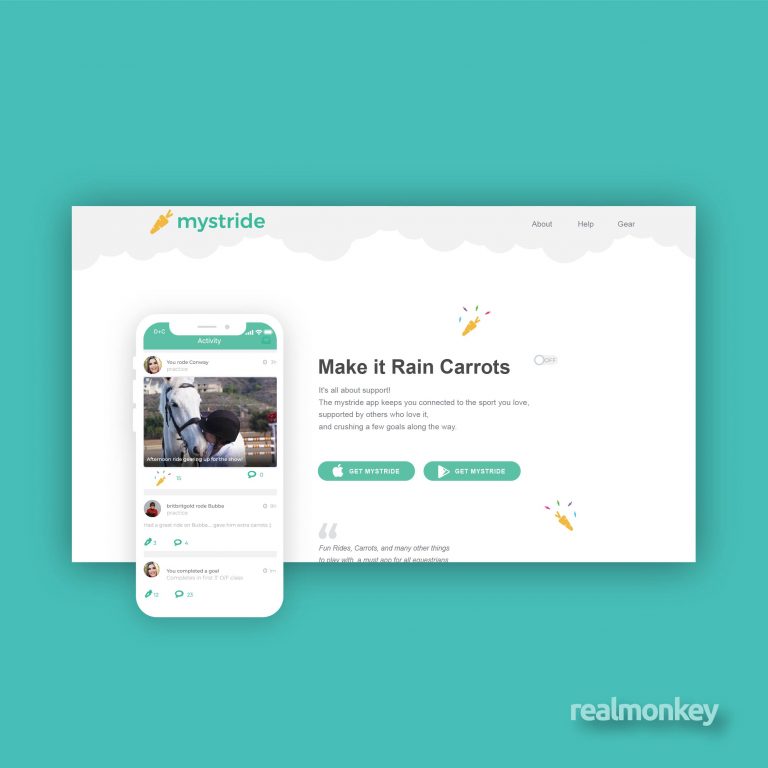 mystride
About Help Gear
Activity
You rode Conway 3h
practice
Afternoon ride gearing up for the show!
15 0
britbritgold rode Bubba 8h
practice
Had a great ride on Bubba... gave him extra carrots :)
3 4
You completed a goal 1m
Completes in first 3' O/F class
12 23
Make it Rain Carrots
OFF
It's all about support!
The mystride app keeps you connected to the sport you love,
supported by others who love it,
and crushing a few goals along the way.
GET MYSTRIDE GET MYSTRIDE
“
Fun Rides, Carrots, and many other things
to play with, a must app for all equestrians
realmonkey